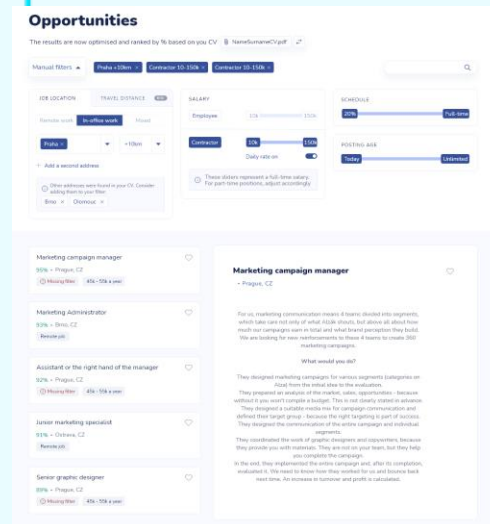 Opportunities
The results are now optimised and ranked by % based on you CV NameSurnameCV.pdf
Manual filters Praha <10km × Contractor 10-150k × Contractor 10-150k ×
JOB LOCATION TRAVEL DISTANCE
Remote work In-office work Mixed
Praha × <10km
+ Add a second address
Other addresses were found in your CV. Consider
adding them to your filter:
Brno × Olomouc ×
SALARY
Employee 10k 150k
Contractor 10k 150k
Daily rate on
These sliders represent a full-time salary.
For part-time positions, adjust accordingly.
SCHEDULE
20% Full-time
POSTING AGE
Today Unlimited
Marketing campaign manager
95% • Prague, CZ
Missing filter 45k - 55k a year
Marketing Administrator
93% • Brno, CZ
Remote job
Assistant or the right hand of the manager
92% • Prague, CZ
Missing filter 45k - 55k a year
Junior marketing specialist
91% • Ostrava, CZ
Remote job
Senior graphic designer
89% • Prague, CZ
Missing filter 45k - 55k a year
Marketing campaign manager
• Prague, CZ
For us, marketing communication means 4 teams divided into segments,
which take care not only of what Alzák shouts, but above all about how
much our campaigns earn in total and what brand perception they build.
We are looking for new reinforcements to these 4 teams to create 360
marketing campaigns.
What would you do?
They designed marketing campaigns for various segments (categories on
Alza) from the initial idea to the evaluation.
They prepared an analysis of the market, sales, opportunities - because
without it you won't compile a budget. This is not clearly stated in advance.
They designed a suitable media mix for campaign communication and
defined their target group - because the right targeting is part of success.
They designed the communication of the entire campaign and individual
segments.
They coordinated the work of graphic designers and copywriters, because
they provide you with materials. They are not on your team, but they help
you complete the campaign.
In the end, they implemented the entire campaign and, after its completion,
evaluated it. We need to know how they worked for us and bounce back
next time. An increase in turnover and profit is calculated.